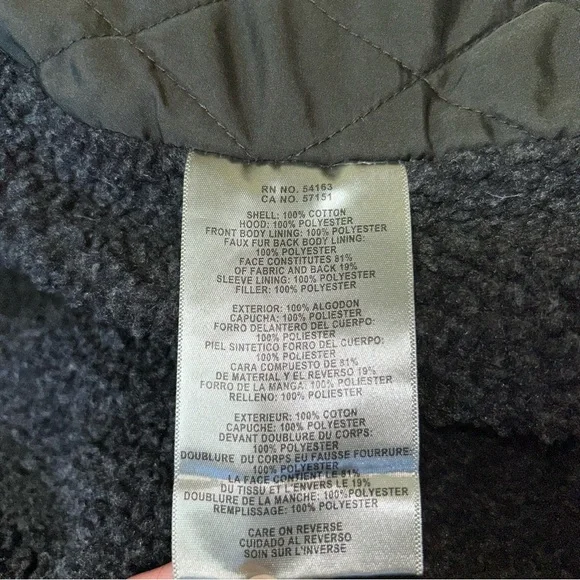 RN NO. 54163
CA NO. 57151
SHELL: 100% COTTON
HOOD: 100% POLYESTER
FRONT BODY LINING: 100% POLYESTER
FAUX FUR BACK BODY LINING:
100% POLYESTER
FACE CONSTITUTES 81%
OF FABRIC AND BACK 19%
SLEEVE LINING: 100% POLYESTER
FILLER: 100% POLYESTER
EXTERIOR: 100% ALGODON
CAPUCHA: 100% POLIESTER
FORRO DELANTERO DEL CUERPO:
100% POLIESTER
PIEL SINTETICO FORRO DEL CUERPO:
100% POLIESTER
CARA COMPUESTO DE 81%
DE MATERIAL Y EL REVERSO 19%
FORRO DE LA MANGA: 100% POLIESTER
RELLENO: 100% POLIESTER
EXTERIEUR: 100% COTON
CAPUCHE: 100% POLYESTER
DEVANT DOUBLURE DU CORPS:
100% POLYESTER
DOUBLURE DU CORPS EU FAUSSE FOURRURE:
100% POLYESTER
LA FACE CONTIENT LE 81%
DU TISSU ET L'ENVERS LE 19%
DOUBLURE DE LA MANCHE: 100%POLYESTER
REMPLISSAGE: 100% POLYESTER
CARE ON REVERSE
CUIDADO AL REVERSO
SOIN SUR L'INVERSE